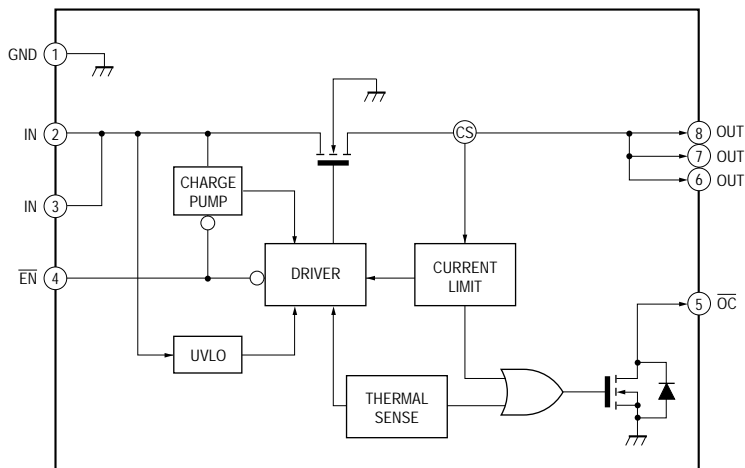 GND 1
IN 2
CS
8 OUT
7 OUT
6 OUT
CHARGE
PUMP
IN 3
EN 4
DRIVER
CURRENT
LIMIT
5 OC
UVLO
THERMAL
SENSE